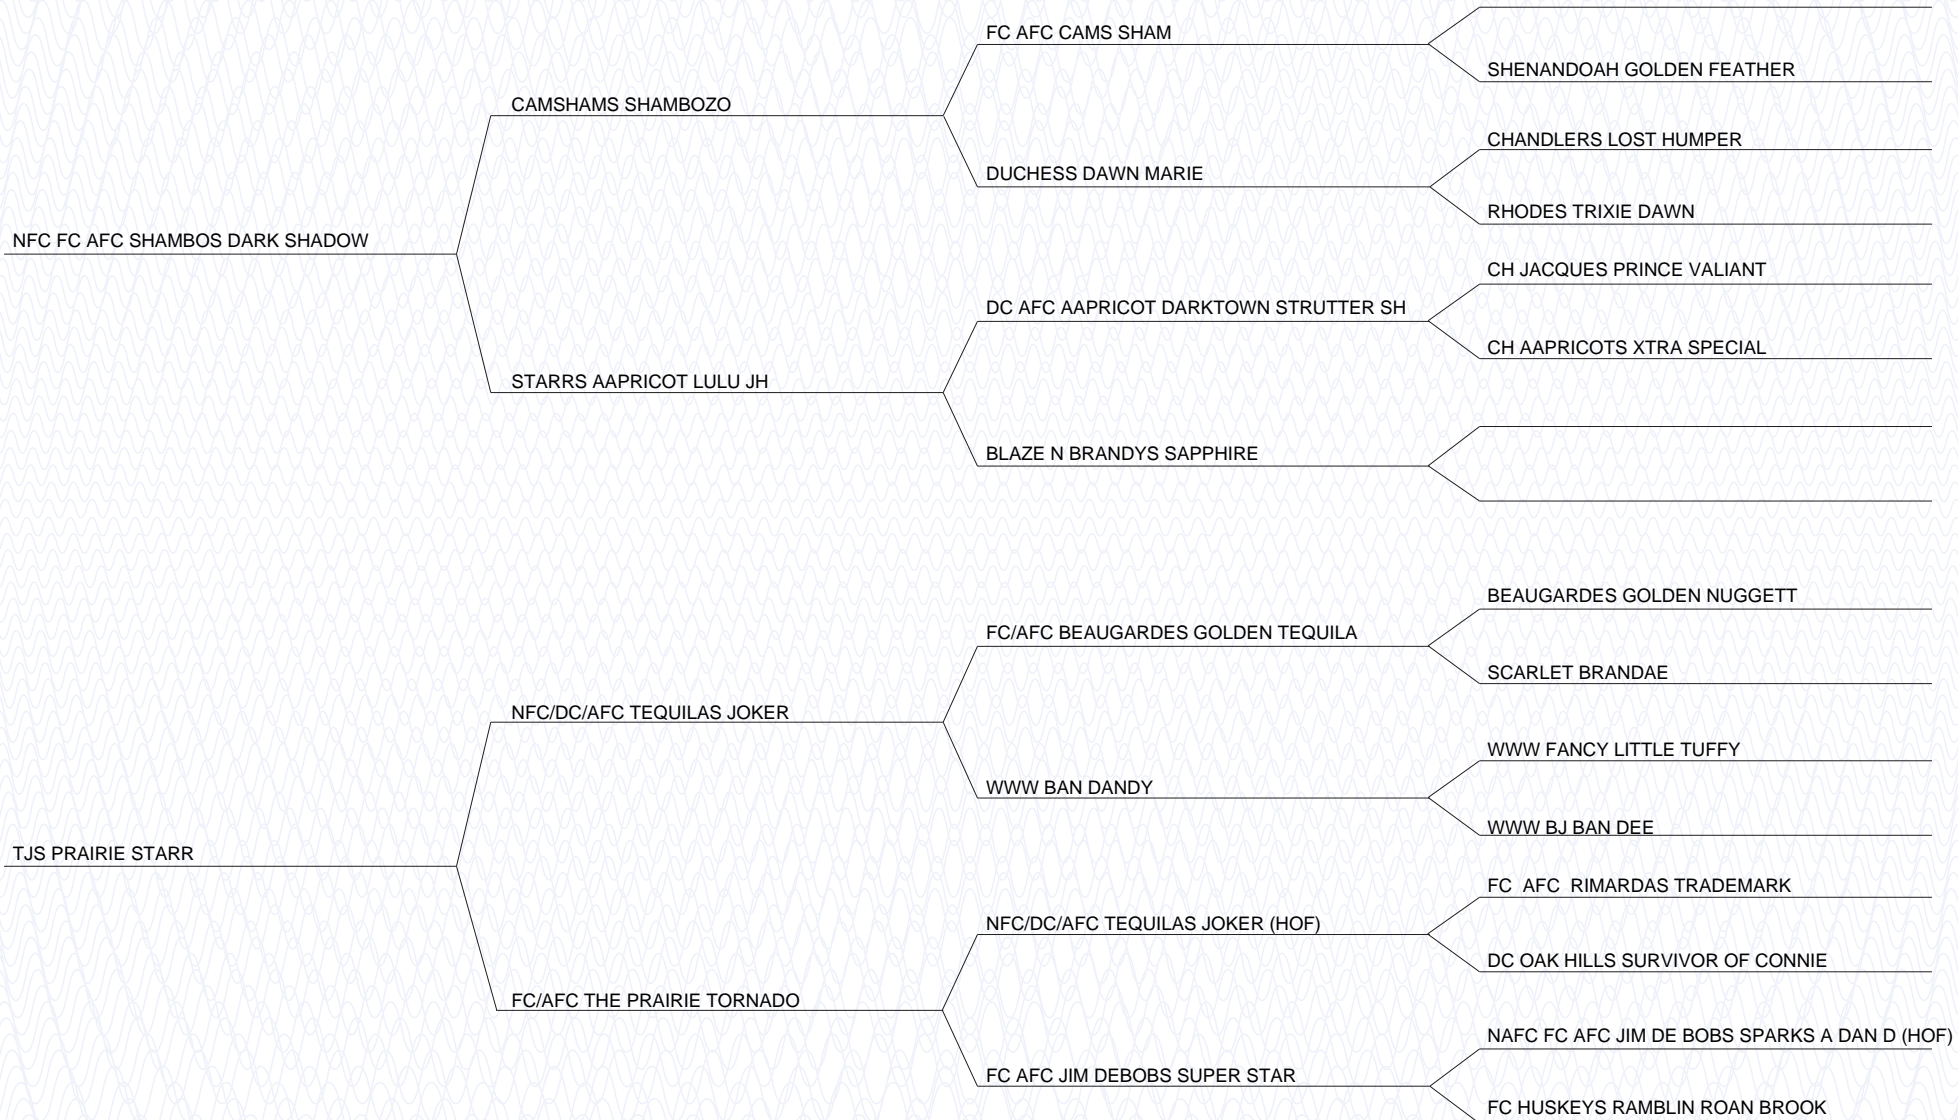 FC AFC CAMS SHAM
SHENANDOAH GOLDEN FEATHER
CAMSHAMS SHAMBOZO
CHANDLERS LOST HUMPER
DUCHESS DAWN MARIE
RHODES TRIXIE DAWN
NFC FC AFC SHAMBOS DARK SHADOW
CH JACQUES PRINCE VALIANT
DC AFC AAPRICOT DARKTOWN STRUTTER SH
CH AAPRICOTS XTRA SPECIAL
STARRS AAPRICOT LULU JH
BLAZE N BRANDYS SAPPHIRE
BEAUGARDES GOLDEN NUGGETT
FC/AFC BEAUGARDES GOLDEN TEQUILA
SCARLET BRANDAE
NFC/DC/AFC TEQUILAS JOKER
WWW FANCY LITTLE TUFFY
WWW BAN DANDY
WWW BJ BAN DEE
TJS PRAIRIE STARR
FC  AFC  RIMARDAS TRADEMARK
NFC/DC/AFC TEQUILAS JOKER (HOF)
DC OAK HILLS SURVIVOR OF CONNIE
FC/AFC THE PRAIRIE TORNADO
NAFC FC AFC JIM DE BOBS SPARKS A DAN D (HOF)
FC AFC JIM DEBOBS SUPER STAR
FC HUSKEYS RAMBLIN ROAN BROOK